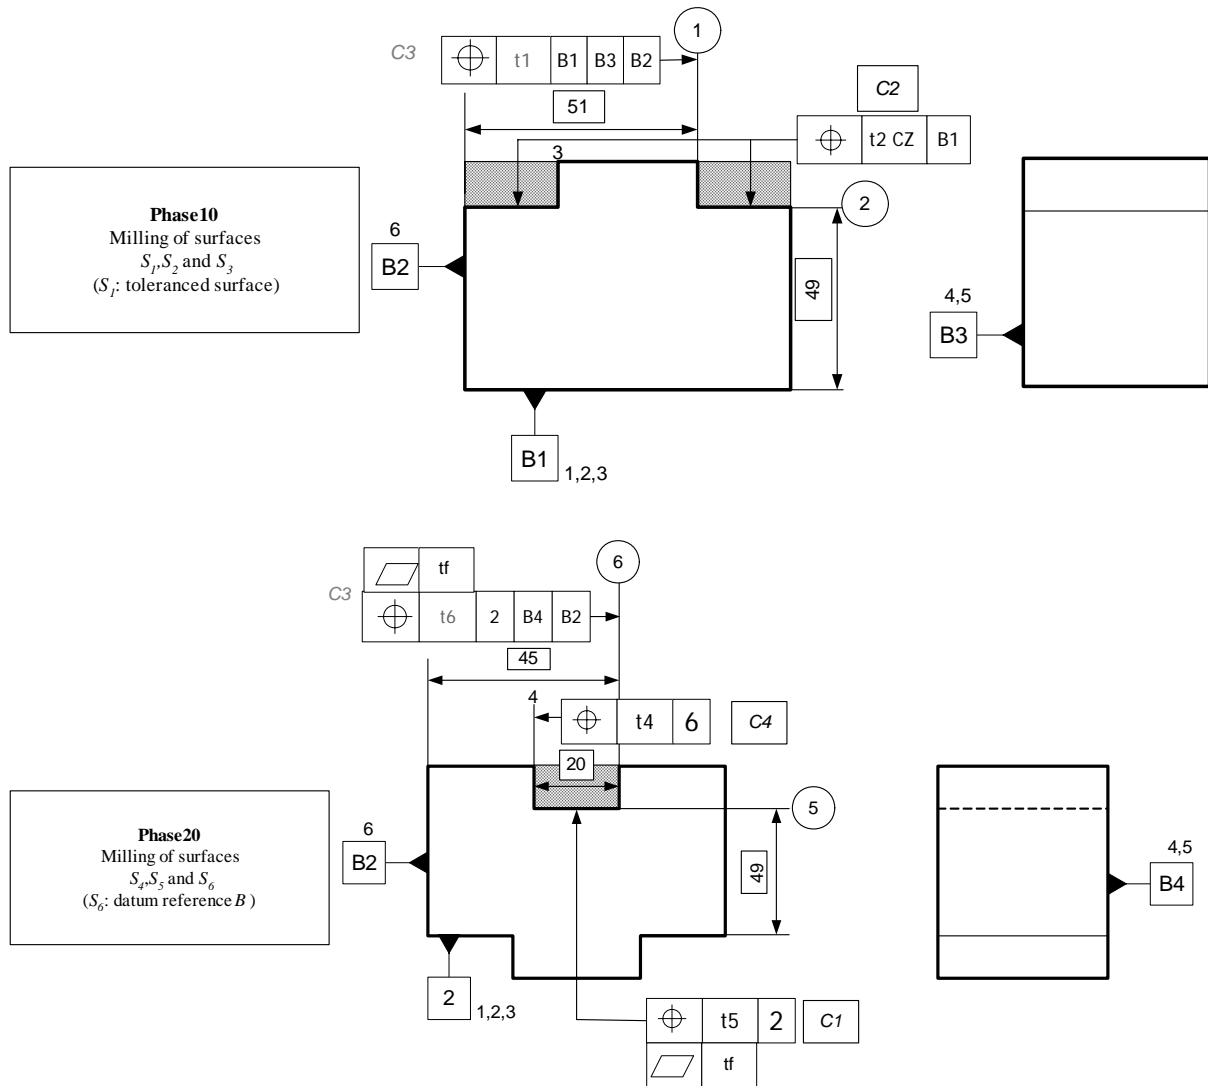 1
C3
t1 B1 B3 B2
51
C2
t2 CZ B1
3
2
Phase10
Milling of surfaces
S1,S2 and S3
(S1: toleranced surface)
6
B2
49
4,5
B3
B1
1,2,3
tf
6
C3
t6 2 B4 B2
45
4
t4 6
C4
20
5
Phase20
Milling of surfaces
S4,S5 and S6
(S6: datum reference B )
6
B2
49
4,5
B4
2
1,2,3
t5 2
C1
tf